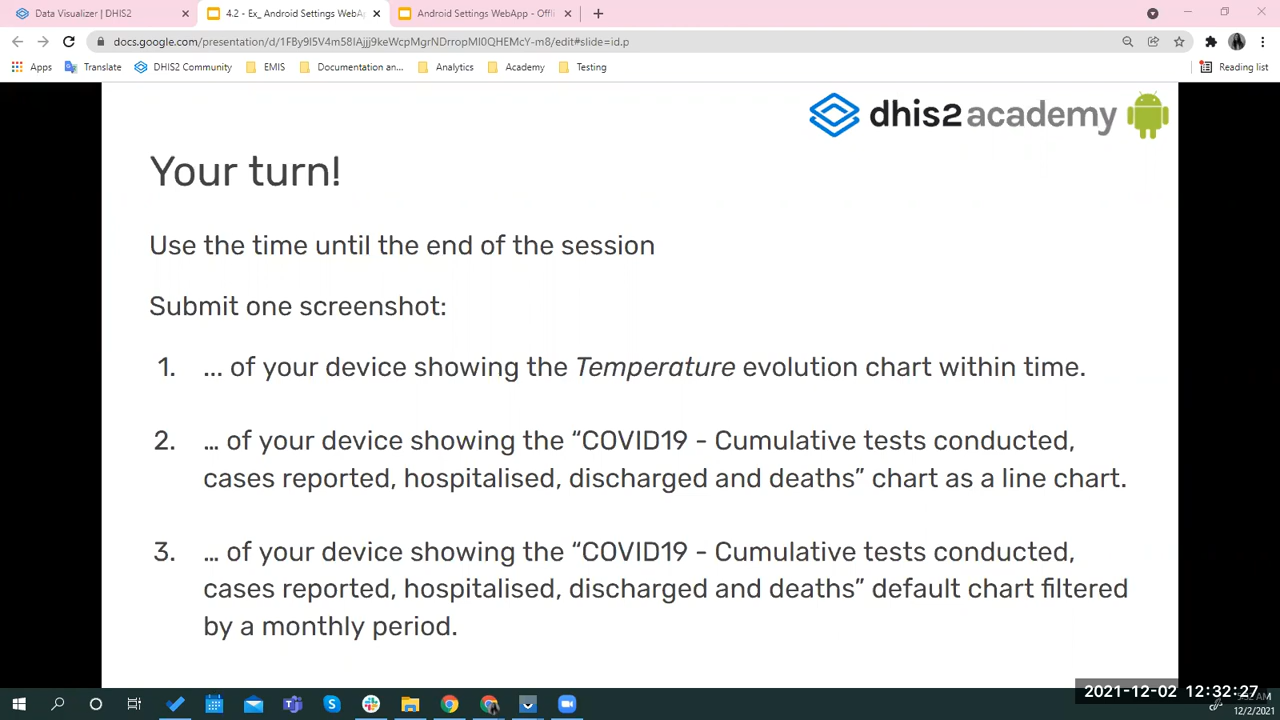 Data Visualizer | DHIS2
4.2 - Ex_ Android Settings WebAp
Android Settings WebApp - Offi
docs.google.com/presentation/d/1FBy9I5V4m58IAjjj9keWcpMgrNDrropMI0QHEMcY-m8/edit#slide=id.p
Apps
Translate
DHIS2 Community
EMIS
Documentation an...
Analytics
Academy
Testing
Reading list
dhis2 academy
Your turn!
Use the time until the end of the session
Submit one screenshot:
1. ... of your device showing the Temperature evolution chart within time.
2. ... of your device showing the “COVID19 - Cumulative tests conducted,
cases reported, hospitalised, discharged and deaths” chart as a line chart.
3. ... of your device showing the “COVID19 - Cumulative tests conducted,
cases reported, hospitalised, discharged and deaths” default chart filtered
by a monthly period.
2021-12-02 12:32:27
12/2/2021